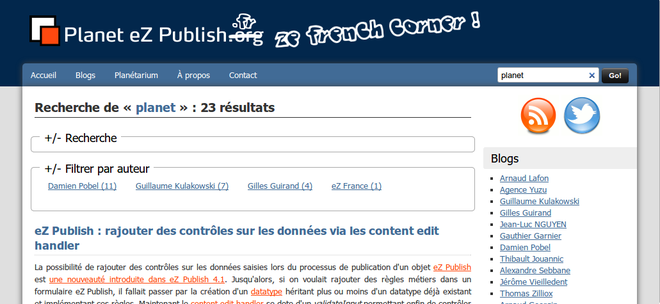 Planet eZ Publish.org .fr ze french corner !
Accueil Blogs Planétarium À propos Contact planet Go!
Recherche de « planet » : 23 résultats
+/- Recherche
+/- Filtrer par auteur
Damien Pobel (11) Guillaume Kulakowski (7) Gilles Guirand (4) eZ France (1)
eZ Publish : rajouter des contrôles sur les données via les content edit
handler
La possibilité de rajouter des contrôles sur les données saisies lors du processus de publication d'un objet eZ Publish
est une nouveauté introduite dans eZ Publish 4.1. Jusqu'alors, si on voulait rajouter des règles métiers dans un
formulaire eZ Publish, il fallait passer par la création d'un datatype héritant plus ou moins d'un datatype déjà existant
et implémentant ces règles. Maintenant le content edit handler se dote d'un validateInput permettant enfin de contrôler
Blogs
Arnaud Lafon
Agence Yuzu
Guillaume Kulakowski
Gilles Guirand
Jean-Luc NGUYEN
Gauthier Garnier
Damien Pobel
Thibault Jouannic
Alexandre Sebbane
Jérôme Vieilledent
Thomas Zilliox